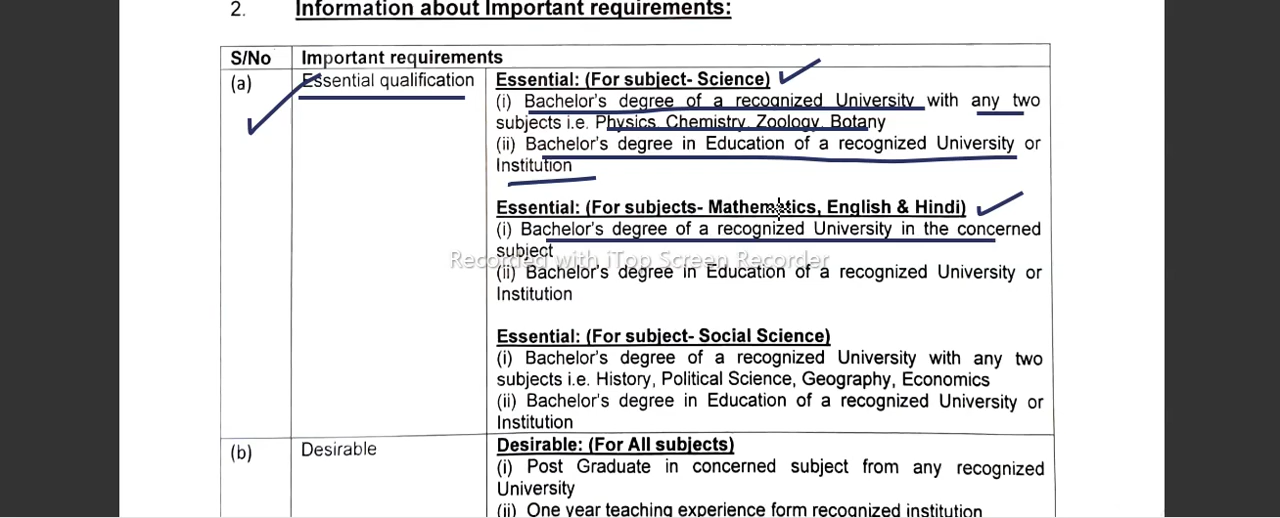 2. Information about Important requirements:
S/No Important requirements
(a) Essential qualification Essential: (For subject- Science)
(i) Bachelor's degree of a recognized University with any two
subjects i.e. Physics, Chemistry, Zoology, Botany
(ii) Bachelor's degree in Education of a recognized University or
Institution
Essential: (For subjects- Mathematics, English & Hindi)
(i) Bachelor's degree of a recognized University in the concerned
subject
Recorded with iTop Screen Recorder
(ii) Bachelor's degree in Education of a recognized University or
Institution
Essential: (For subject- Social Science)
(i) Bachelor's degree of a recognized University with any two
subjects i.e. History, Political Science, Geography, Economics
(ii) Bachelor's degree in Education of a recognized University or
Institution
(b) Desirable Desirable: (For All subjects)
(i) Post Graduate in concerned subject from any recognized
University
(ii) One year teaching experience form recognized institution